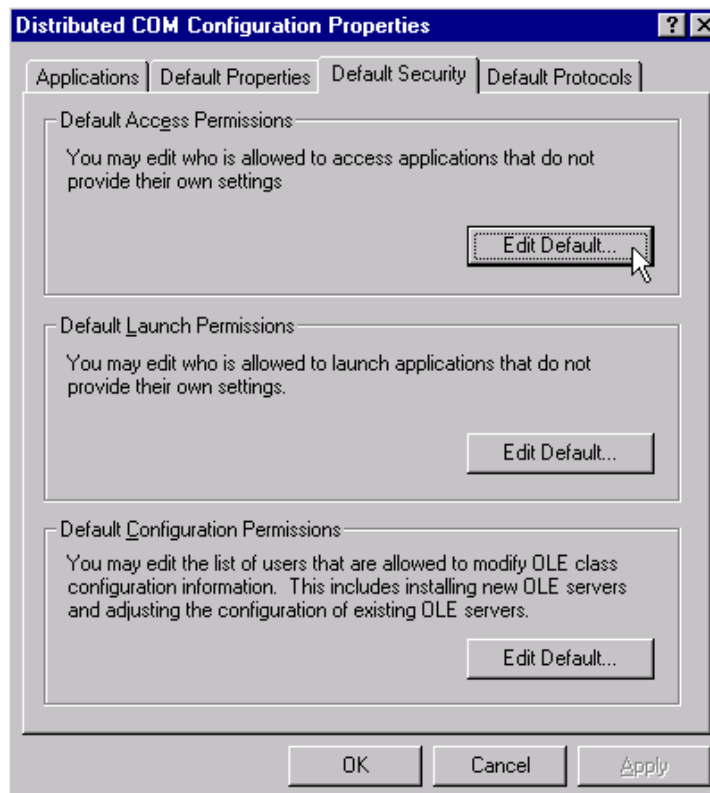 Distributed COM Configuration Properties
Applications
Default Properties
Default Security
Default Protocols
Default Access Permissions
You may edit who is allowed to access applications that do not
provide their own settings
Edit Default...
Default Launch Permissions
You may edit who is allowed to launch applications that do not
provide their own settings.
Edit Default...
Default Configuration Permissions
You may edit the list of users that are allowed to modify OLE class
configuration information.  This includes installing new OLE servers
and adjusting the configuration of existing OLE servers.
Edit Default...
OK
Cancel
Apply